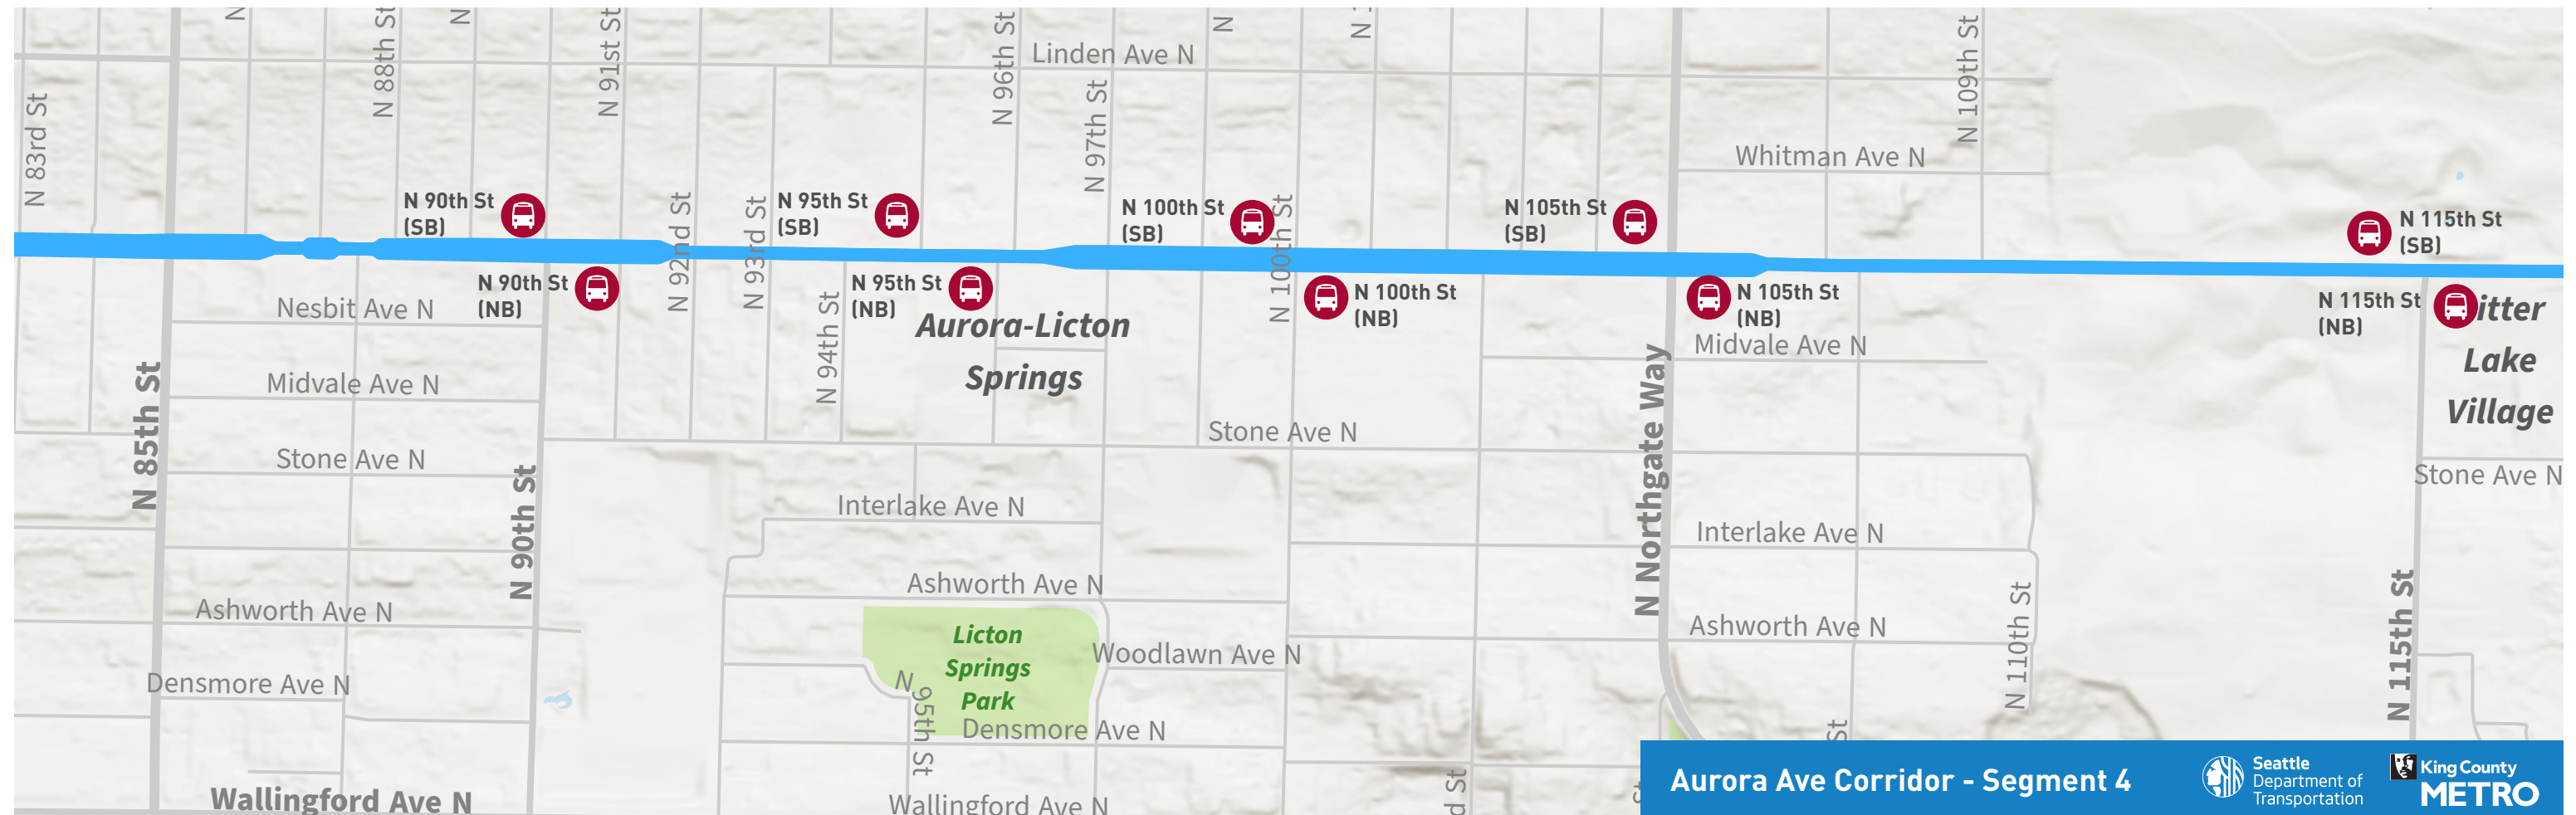 N
N
N
N 88th St
N 91st St
N 96th St
N 109th St
Linden Ave N
N 83rd St
N 97th St
Whitman Ave N
N 90th St
(SB)
N 95th St
(SB)
N 100th St
(SB)
N 105th St
(SB)
N 115th St
(SB)
N 92nd St
N 93rd St
N 100th St
N 90th St
(NB)
N 95th St
(NB)
N 100th St
(NB)
N 105th St
(NB)
N 115th St
(NB)
Nesbit Ave N
N 94th St
Aurora-Licton
Springs
itter
Lake
Village
Midvale Ave N
Midvale Ave N
N 85th St
N Northgate Way
Stone Ave N
Stone Ave N
Stone Ave N
N 90th St
Interlake Ave N
Interlake Ave N
Ashworth Ave N
Ashworth Ave N
Ashworth Ave N
N 110th St
N 115th St
Licton
Springs
Park
Woodlawn Ave N
Densmore Ave N
N 95th St
Densmore Ave N
St
Wallingford Ave N
Wallingford Ave N
d St
St
Aurora Ave Corridor - Segment 4
Seattle
Department of
Transportation
King County
METRO